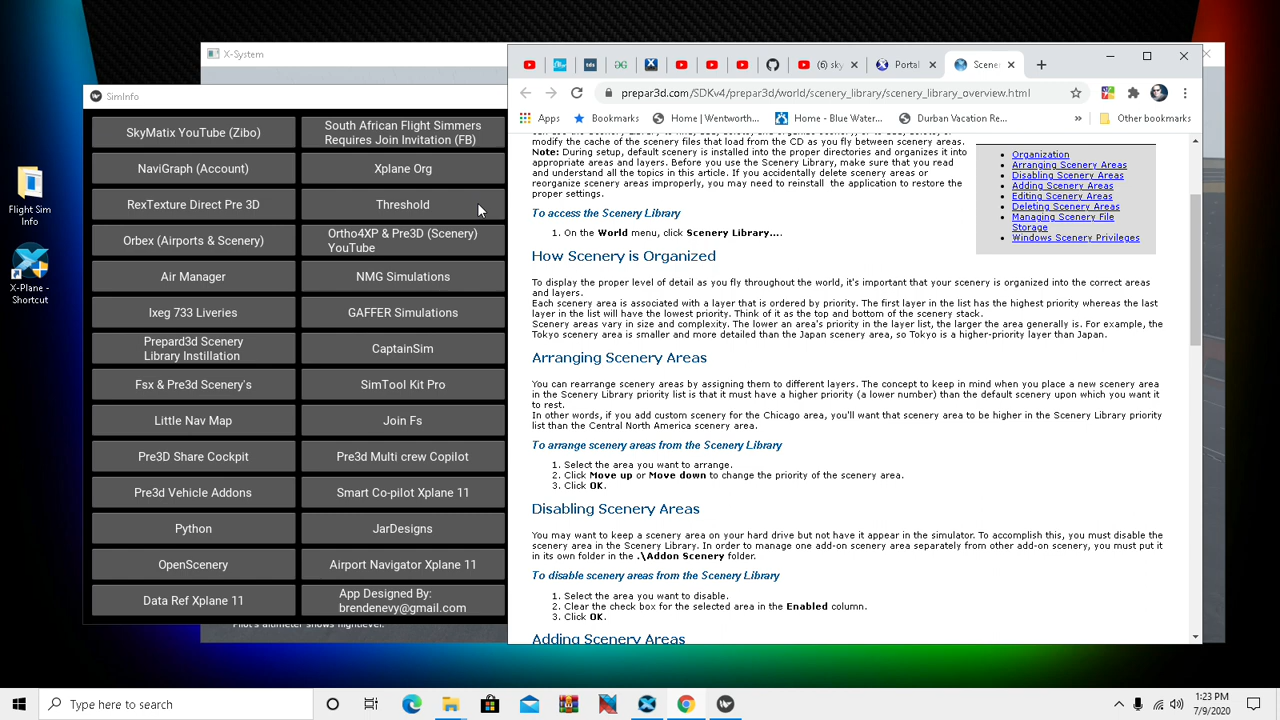 X-System
SimInfo
SkyMatix YouTube (Zibo)
South African Flight Simmers
Requires Join Invitation (FB)
NaviGraph (Account)
Xplane Org
RexTexture Direct Pre 3D
Threshold
Orbex (Airports & Scenery)
Ortho4XP & Pre3D (Scenery)
YouTube
Air Manager
NMG Simulations
Ixeg 733 Liveries
GAFFER Simulations
Prepard3d Scenery
Library Instillation
CaptainSim
Fsx & Pre3d Scenery's
SimTool Kit Pro
Little Nav Map
Join Fs
Pre3D Share Cockpit
Pre3d Multi crew Copilot
Pre3d Vehicle Addons
Smart Co-pilot Xplane 11
Python
JarDesigns
OpenScenery
Airport Navigator Xplane 11
Data Ref Xplane 11
App Designed By:
brendenevy@gmail.com
Pilot's altimeter shows flightlevel.
Flight Sim
Info
X-Plane -
Shortcut
(6) sky
Portal
Scene
prepar3d.com/SDKv4/prepar3d/world/scenery_library/scenery_library_overview.html
Apps
Bookmarks
Home | Wentworth...
Home - Blue Water...
Durban Vacation Re...
»
Other bookmarks
modify the cache of the scenery files that load from the CD as you fly between scenery areas.
Note: During setup, default scenery is installed into the proper directories and organizes it into
appropriate areas and layers. Before you use the Scenery Library, make sure that you read
and understand all the topics in this article. If you accidentally delete scenery areas or
reorganize scenery areas improperly, you may need to reinstall the application to restore the
proper settings.
Organization
Arranging Scenery Areas
Disabling Scenery Areas
Adding Scenery Areas
Editing Scenery Areas
Deleting Scenery Areas
Managing Scenery File
Storage
Windows Scenery Privileges
To access the Scenery Library
1. On the World menu, click Scenery Library....
How Scenery is Organized
To display the proper level of detail as you fly throughout the world, it's important that your scenery is organized into the correct areas
and layers.
Each scenery area is associated with a layer that is ordered by priority. The first layer in the list has the highest priority whereas the last
layer in the list will have the lowest priority. Think of it as the top and bottom of the scenery stack.
Scenery areas vary in size and complexity. The lower an area's priority in the layer list, the larger the area generally is. For example, the
Tokyo scenery area is smaller and more detailed than the Japan scenery area, so Tokyo is a higher-priority layer than Japan.
Arranging Scenery Areas
You can rearrange scenery areas by assigning them to different layers. The concept to keep in mind when you place a new scenery area
in the Scenery Library priority list is that it must have a higher priority (a lower number) than the default scenery upon which you want it
to rest.
In other words, if you add custom scenery for the Chicago area, you'll want that scenery area to be higher in the Scenery Library priority
list than the Central North America scenery area.
To arrange scenery areas from the Scenery Library
1. Select the area you want to arrange.
2. Click Move up or Move down to change the priority of the scenery area.
3. Click OK.
Disabling Scenery Areas
You may want to keep a scenery area on your hard drive but not have it appear in the simulator. To accomplish this, you must disable the
scenery area in the Scenery Library. In order to manage one add-on scenery area separately from other add-on scenery, you must put it
in its own folder in the .\Addon Scenery folder.
To disable scenery areas from the Scenery Library
1. Select the area you want to disable.
2. Clear the check box for the selected area in the Enabled column.
3. Click OK.
Adding Scenery Areas
Type here to search
1:23 PM
7/9/2020